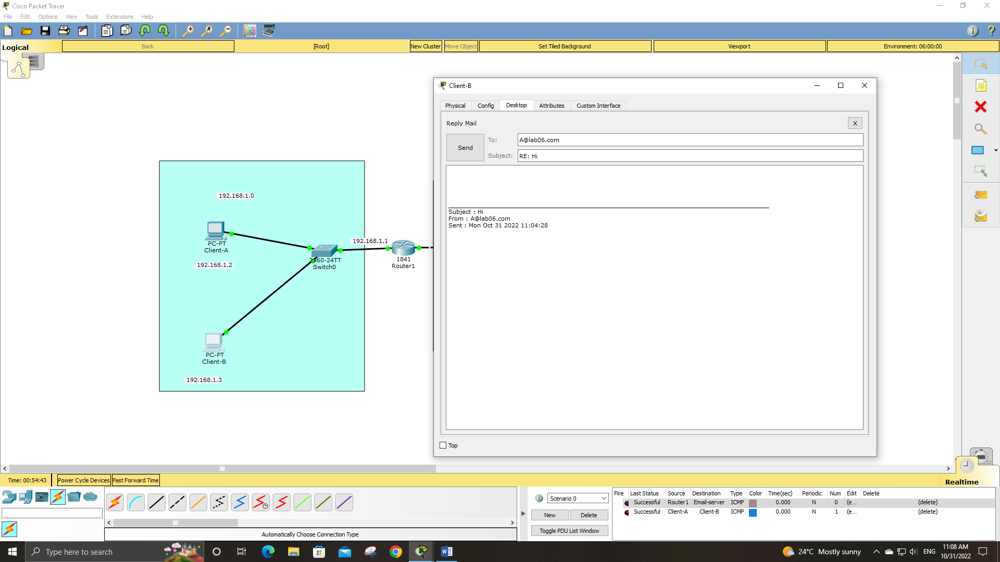 Cisco Packet Tracer
File Edit Options View Tools Extensions Help
Logical
Back
[Root]
New Cluster
Move Object
Set Tiled Background
Viewport
Environment: 06:00:00
Client-B
Physical Config Desktop Attributes Custom Interface
Reply Mail
X
Send
To:
A@lab06.com
Subject:
RE: Hi
Subject : Hi
From : A@lab06.com
Sent : Mon Oct 31 2022 11:04:28
Top
192.168.1.0
PC-PT
Client-A
192.168.1.2
2960-24TT
Switch0
192.168.1.1
1841
Router1
PC-PT
Client-B
192.168.1.3
Time: 00:54:43
Power Cycle Devices
Fast Forward Time
Realtime
Scenario 0
New
Delete
Toggle PDU List Window
Fire Last Status Source Destination Type Color Time(sec) Periodic Num Edit Delete
Successful Router1 Email-server ICMP 0.000 N 0 (e... (delete)
Successful Client-A Client-B ICMP 0.000 N 1 (e... (delete)
Automatically Choose Connection Type
Type here to search
24°C Mostly sunny
ENG
11:08 AM
10/31/2022